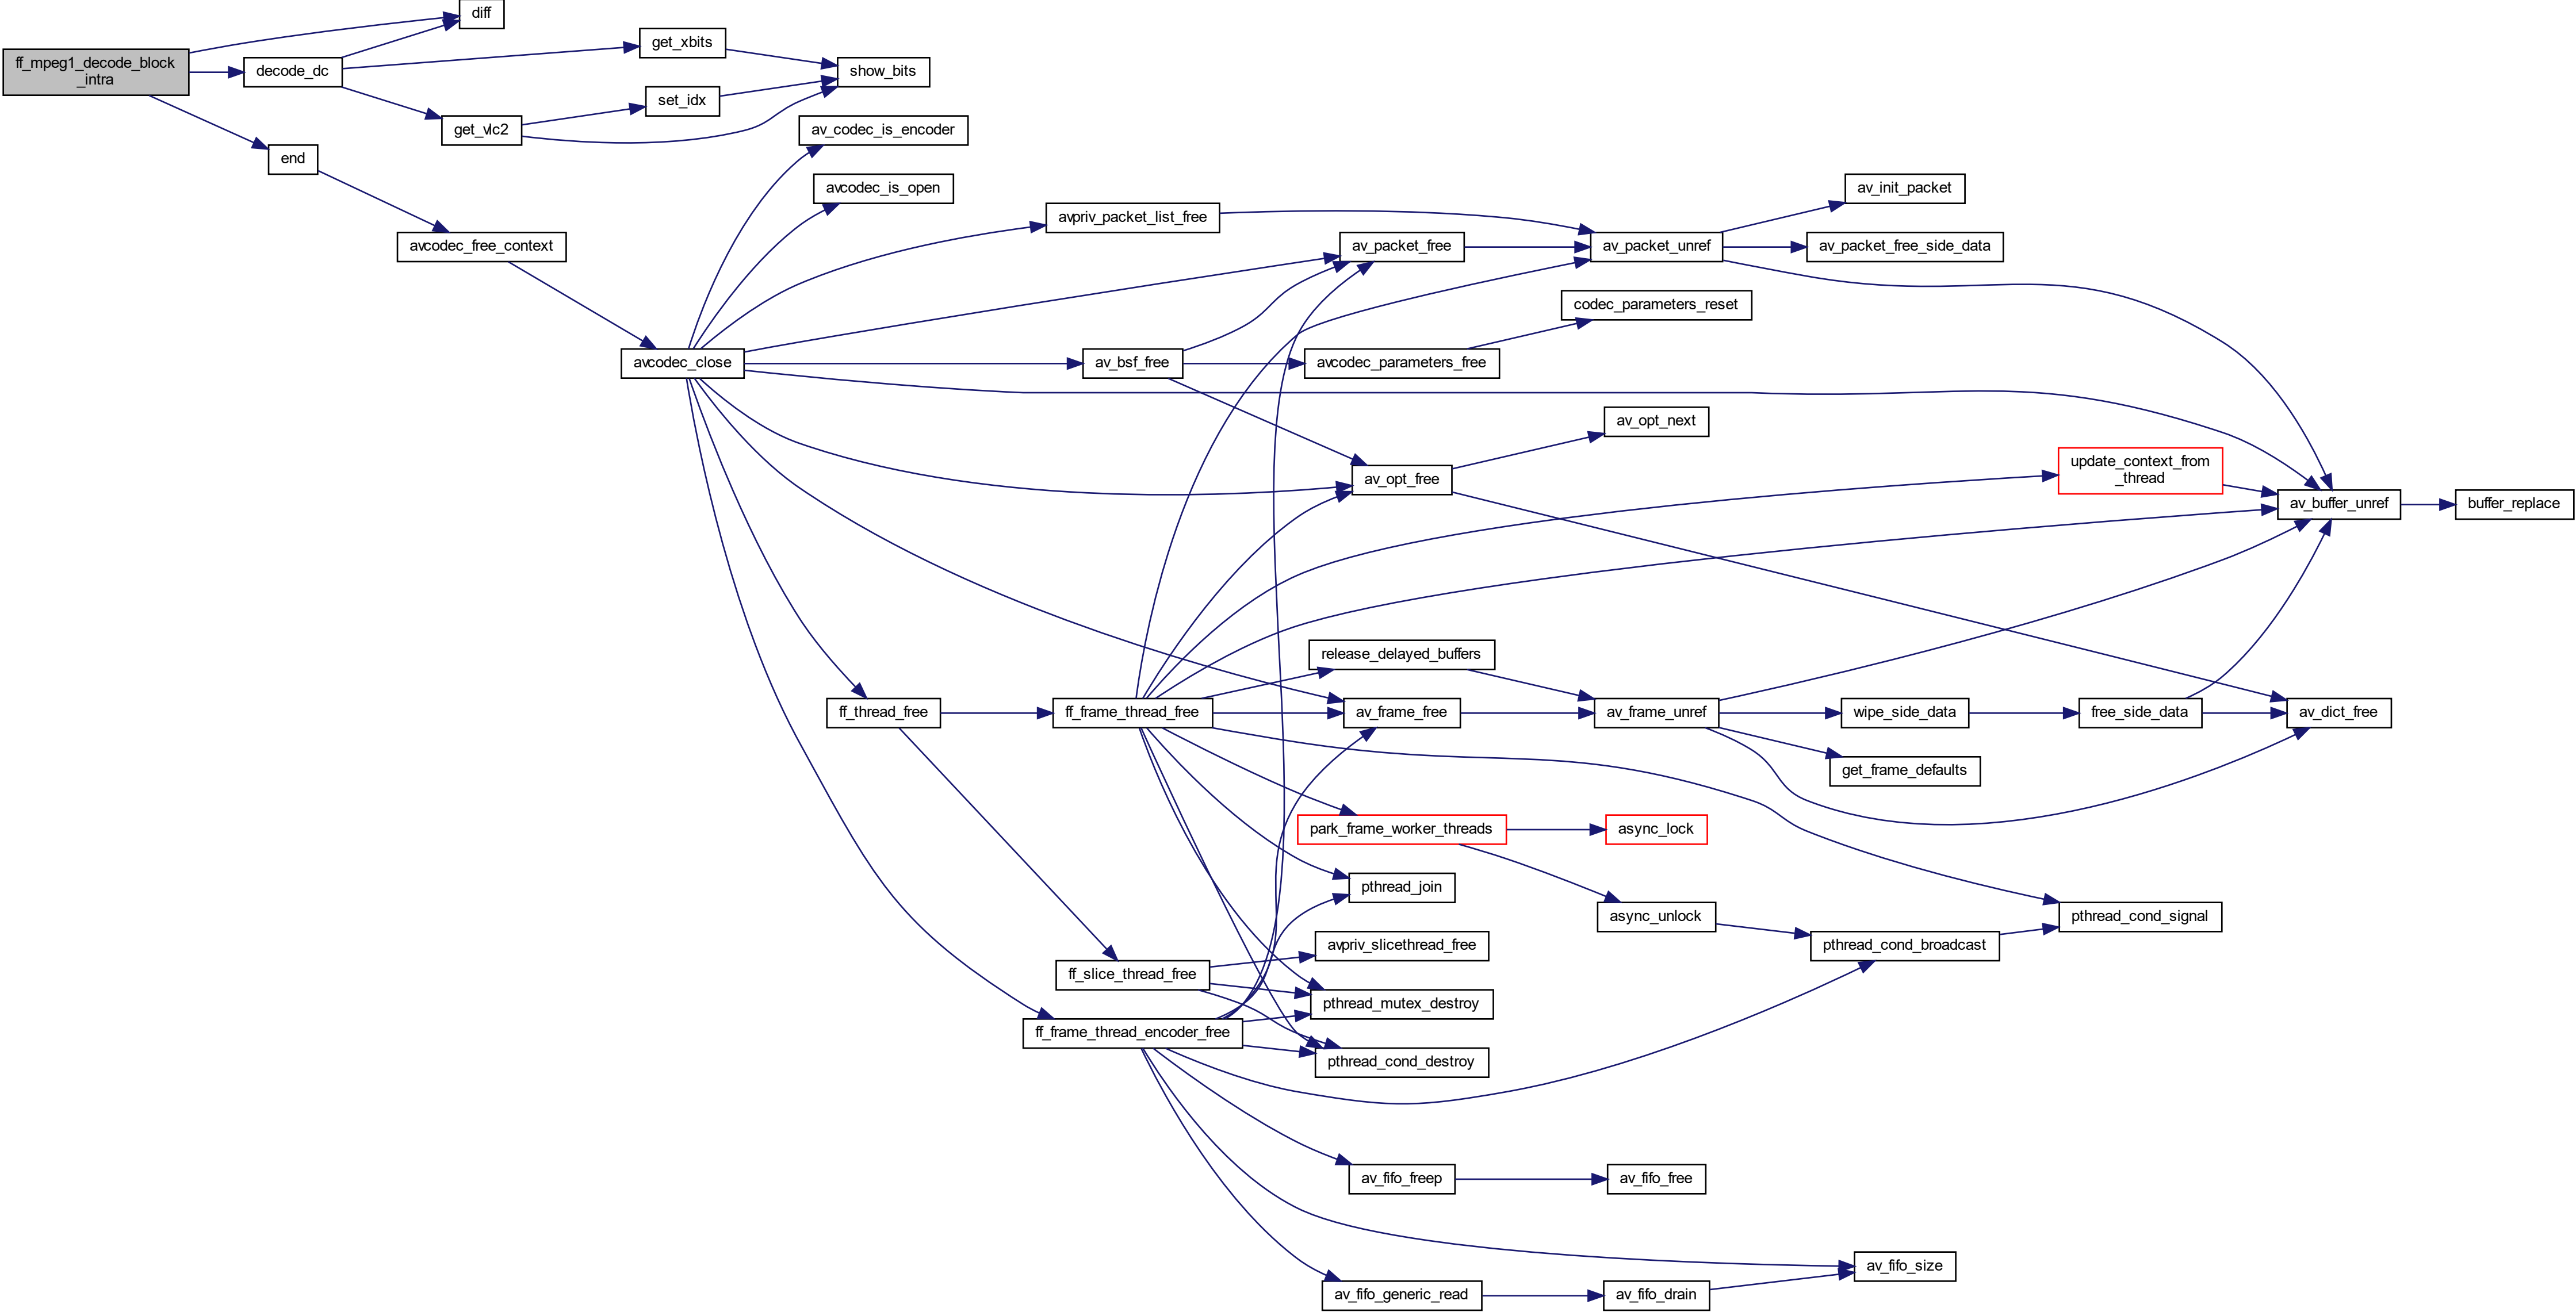 diff
ff_mpeg1_decode_block
_intra
decode_dc
get_xbits
show_bits
set_idx
get_vlc2
end
av_codec_is_encoder
avcodec_is_open
avcodec_free_context
avpriv_packet_list_free
av_init_packet
av_packet_free
av_packet_unref
av_packet_free_side_data
codec_parameters_reset
avcodec_close
av_bsf_free
avcodec_parameters_free
av_opt_next
av_opt_free
update_context_from
_thread
av_buffer_unref
buffer_replace
release_delayed_buffers
ff_thread_free
ff_frame_thread_free
av_frame_free
av_frame_unref
wipe_side_data
free_side_data
av_dict_free
get_frame_defaults
park_frame_worker_threads
async_lock
pthread_join
async_unlock
pthread_cond_signal
avpriv_slicethread_free
pthread_cond_broadcast
ff_slice_thread_free
pthread_mutex_destroy
ff_frame_thread_encoder_free
pthread_cond_destroy
av_fifo_freep
av_fifo_free
av_fifo_size
av_fifo_generic_read
av_fifo_drain